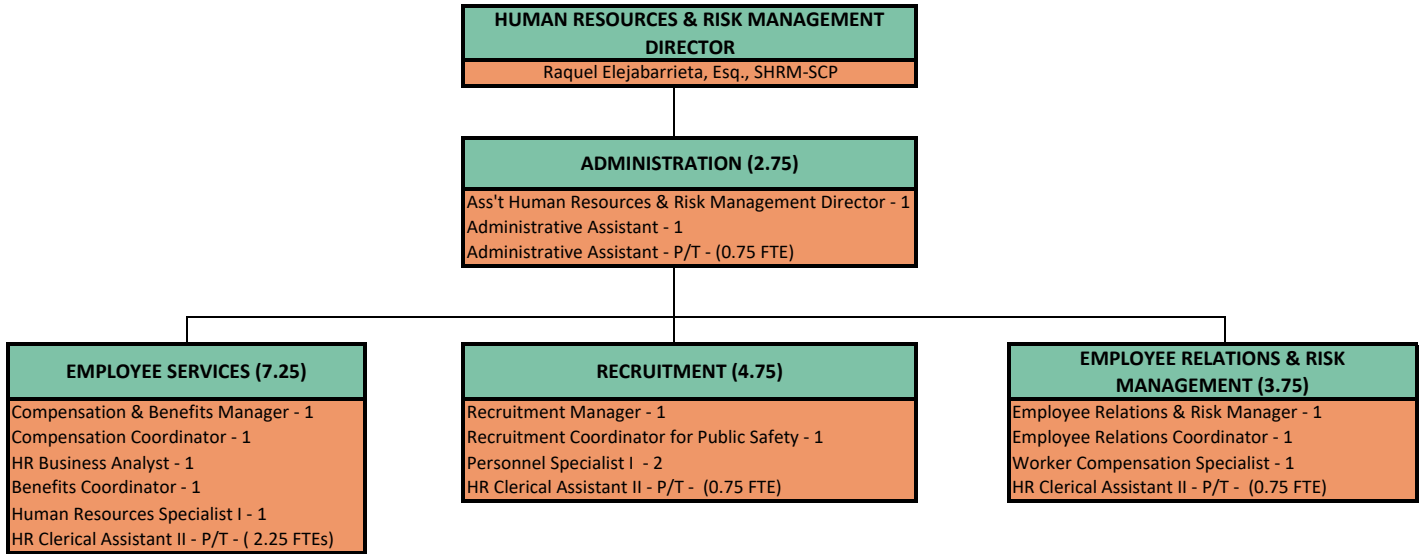 HUMAN RESOURCES & RISK MANAGEMENT
DIRECTOR
Raquel Elejabarrieta, Esq., SHRM-SCP
ADMINISTRATION (2.75)
Ass't Human Resources & Risk Management Director - 1
Administrative Assistant - 1
Administrative Assistant - P/T - (0.75 FTE)
EMPLOYEE SERVICES (7.25)
Compensation & Benefits Manager - 1
Compensation Coordinator - 1
HR Business Analyst - 1
Benefits Coordinator - 1
Human Resources Specialist I - 1
HR Clerical Assistant II - P/T - ( 2.25 FTEs)
RECRUITMENT (4.75)
Recruitment Manager - 1
Recruitment Coordinator for Public Safety - 1
Personnel Specialist I  - 2
HR Clerical Assistant II - P/T -  (0.75 FTE)
EMPLOYEE RELATIONS & RISK
MANAGEMENT (3.75)
Employee Relations & Risk Manager - 1
Employee Relations Coordinator - 1
Worker Compensation Specialist - 1
HR Clerical Assistant II - P/T -  (0.75 FTE)